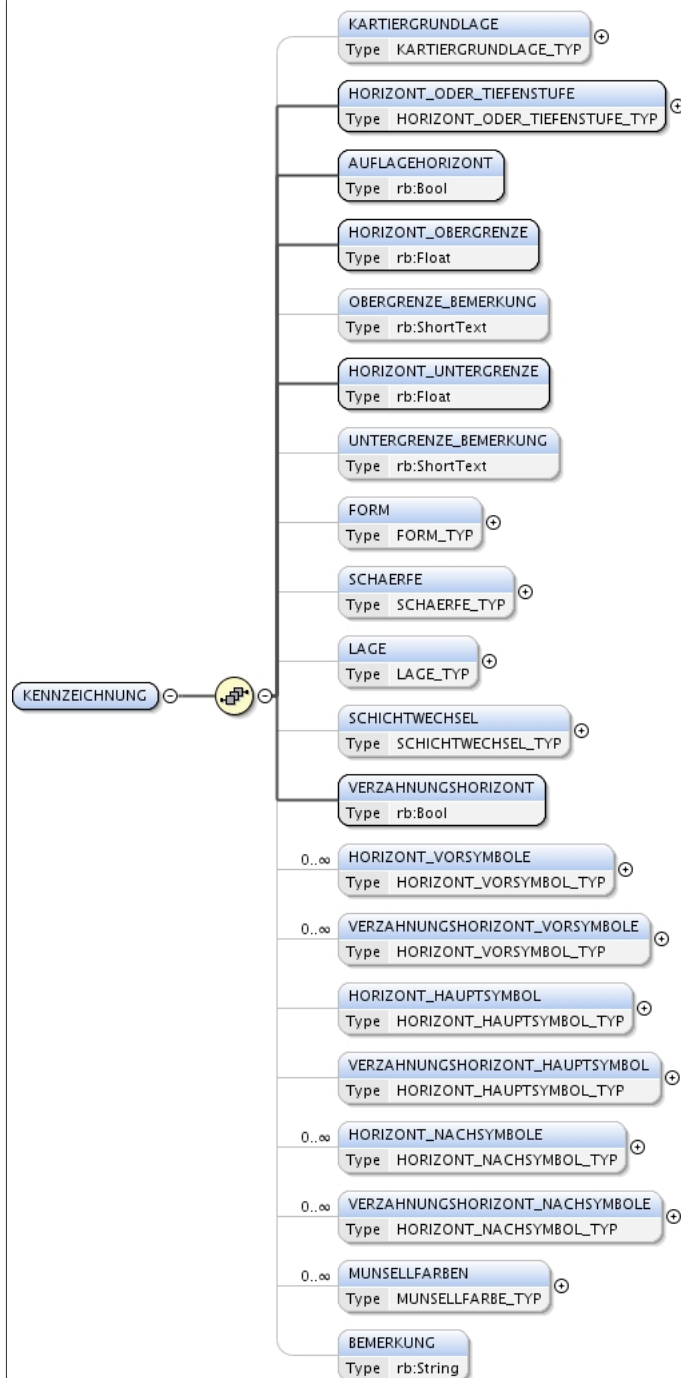 KARTIERGRUNDLAGE
Type KARTIERGRUNDLAGE_TYP
HORIZONT_ODER_TIEFENSTUFE
Type HORIZONT_ODER_TIEFENSTUFE_TYP
AUFLAGEHORIZONT
Type rb:Bool
HORIZONT_OBERGRENZE
Type rb:Float
OBERGRENZE_BEMERKUNG
Type rb:ShortText
HORIZONT_UNTERGRENZE
Type rb:Float
UNTERGRENZE_BEMERKUNG
Type rb:ShortText
FORM
Type FORM_TYP
SCHAERFE
Type SCHAERFE_TYP
LAGE
Type LAGE_TYP
KENNZEICHNUNG
SCHICHTWECHSEL
Type SCHICHTWECHSEL_TYP
VERZAHNUNGSHORIZONT
Type rb:Bool
0..∞ HORIZONT_VORSYMBOLE
Type HORIZONT_VORSYMBOL_TYP
0..∞ VERZAHNUNGSHORIZONT_VORSYMBOLE
Type HORIZONT_VORSYMBOL_TYP
HORIZONT_HAUPTSYMBOL
Type HORIZONT_HAUPTSYMBOL_TYP
VERZAHNUNGSHORIZONT_HAUPTSYMBOL
Type HORIZONT_HAUPTSYMBOL_TYP
0..∞ HORIZONT_NACHSYMBOLE
Type HORIZONT_NACHSYMBOL_TYP
0..∞ VERZAHNUNGSHORIZONT_NACHSYMBOLE
Type HORIZONT_NACHSYMBOL_TYP
0..∞ MUNSELLFARBEN
Type MUNSELLFARBE_TYP
BEMERKUNG
Type rb:String